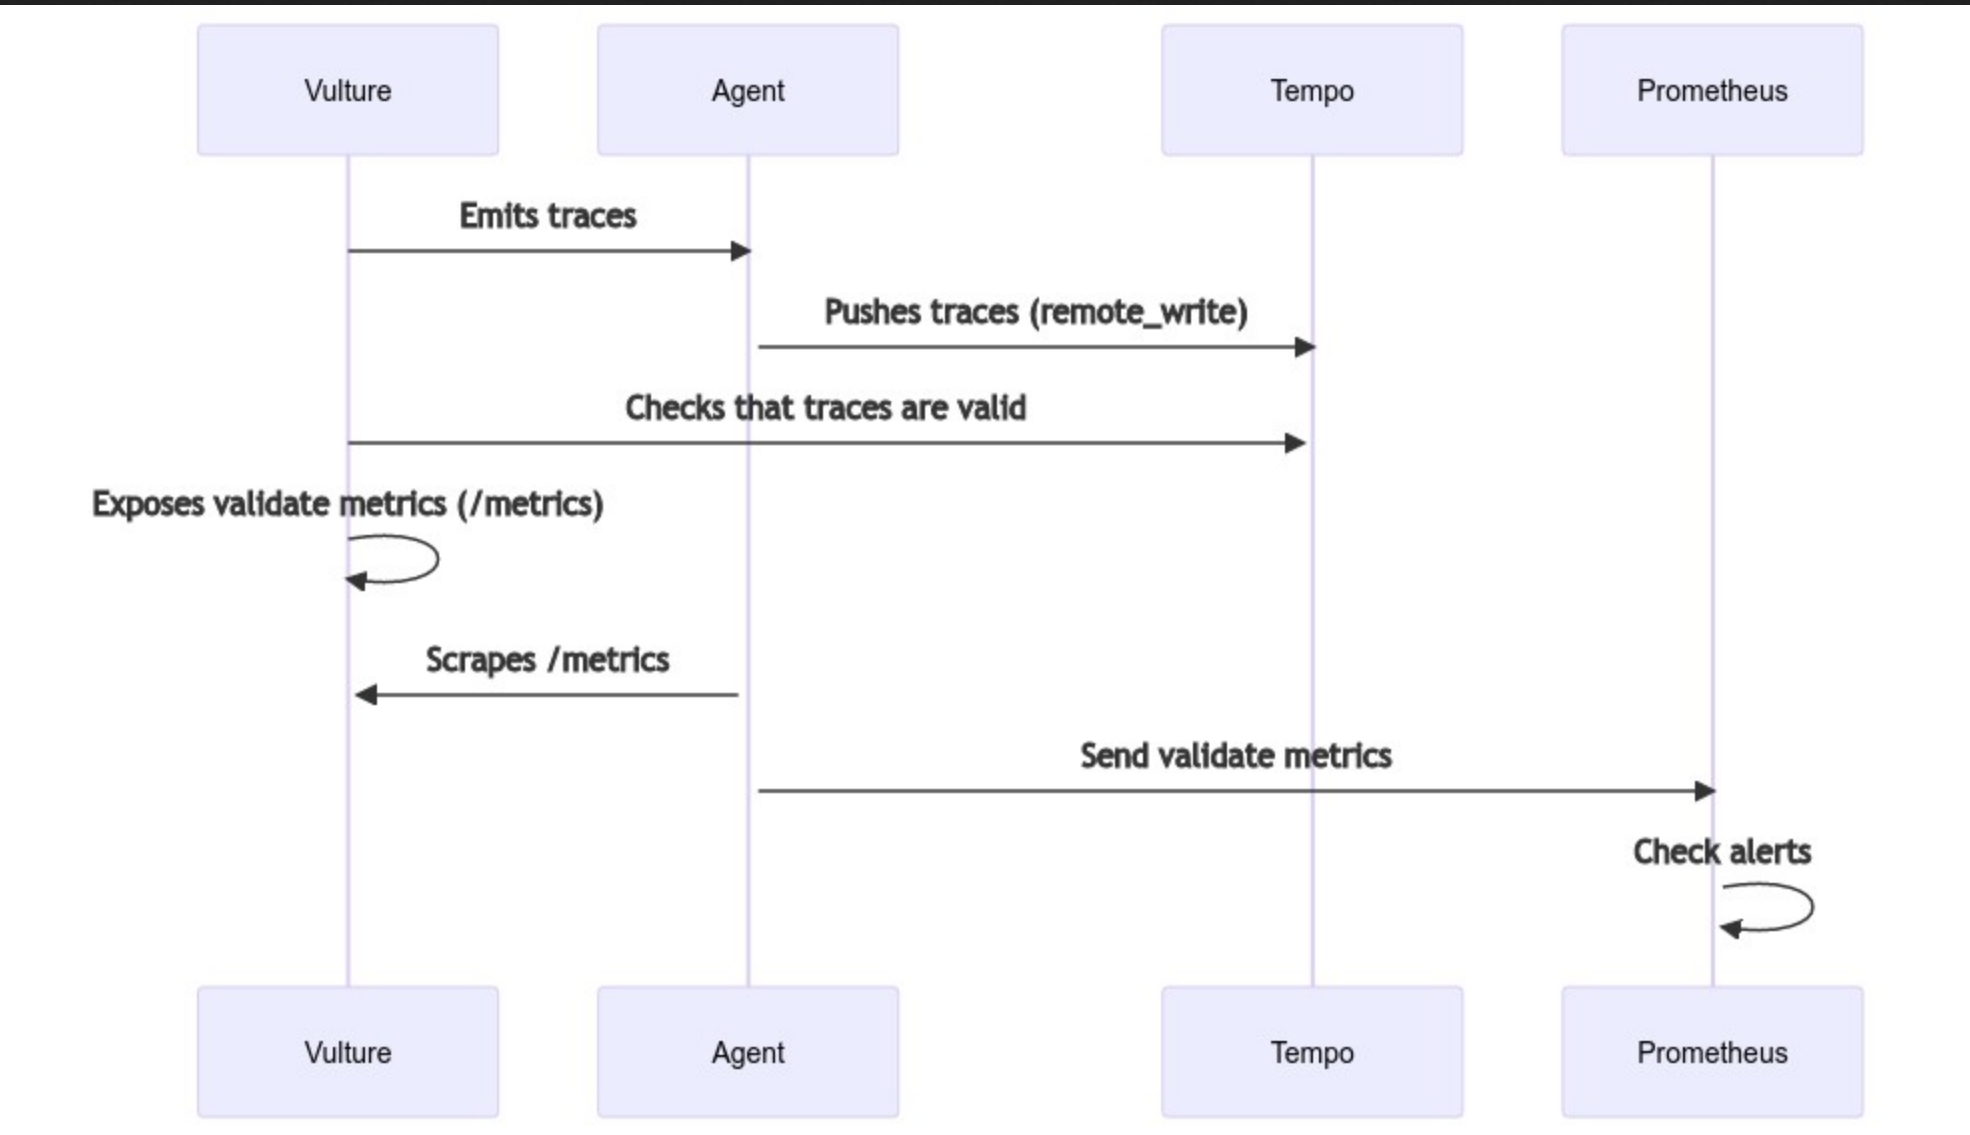 Vulture
Agent
Tempo
Prometheus
Emits traces
Pushes traces (remote_write)
Checks that traces are valid
Exposes validate metrics (/metrics)
Scrapes /metrics
Send validate metrics
Check alerts
Vulture
Agent
Tempo
Prometheus